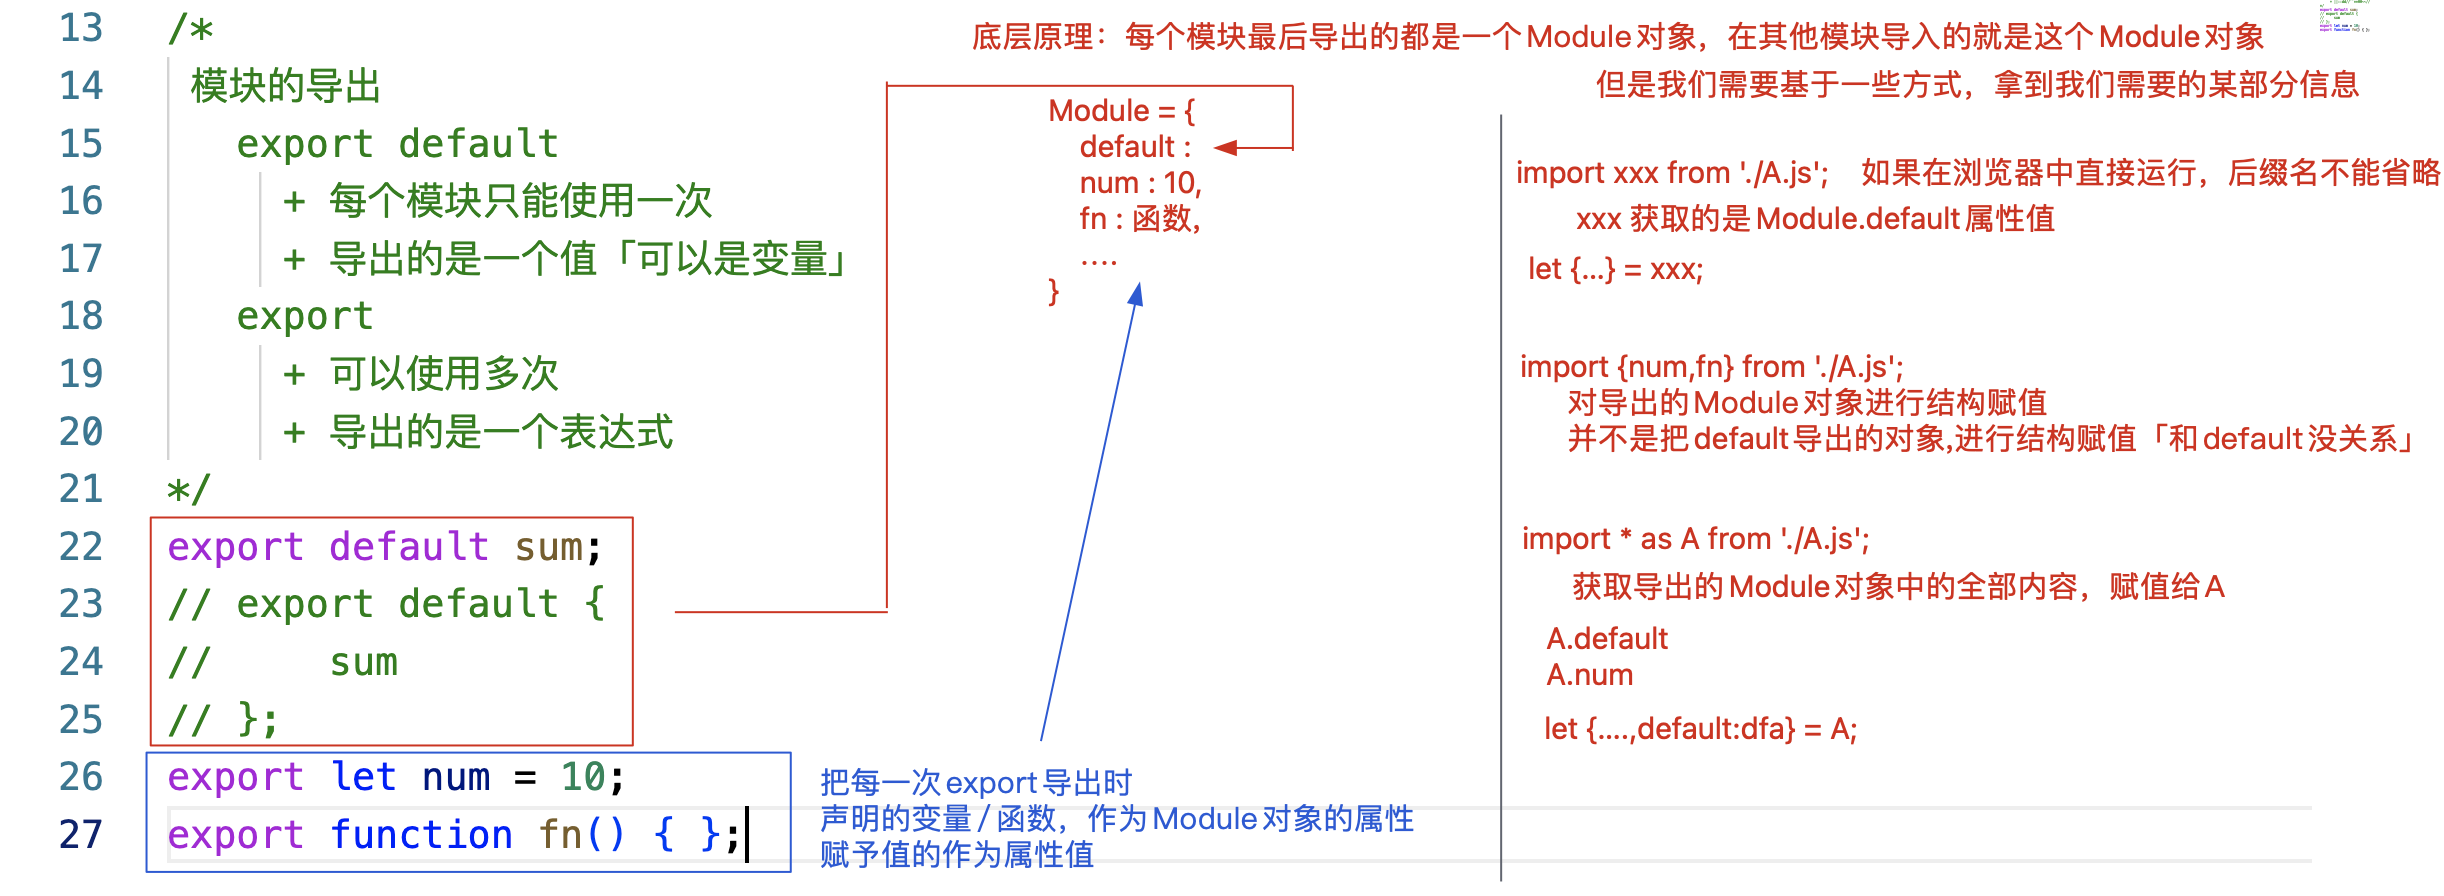 13 /*
14 模块的导出
15 export default
16 + 每个模块只能使用一次
17 + 导出的是一个值「可以是变量」
18 export
19 + 可以使用多次
20 + 导出的是一个表达式
21 */
22 export default sum;
23 // export default {
24 // sum
25 // };
26 export let num = 10;
27 export function fn() { };
底层原理：每个模块最后导出的都是一个Module对象，在其他模块导入的就是这个Module对象
但是我们需要基于一些方式，拿到我们需要的某部分信息
Module = {
default :
num : 10,
fn : 函数,
....
}
把每一次export导出时
声明的变量/函数，作为Module对象的属性
赋予值的作为属性值
import xxx from './A.js'; 如果在浏览器中直接运行，后缀名不能省略
xxx 获取的是Module.default属性值
let {...} = xxx;
import {num,fn} from './A.js';
对导出的Module对象进行结构赋值
并不是把default导出的对象,进行结构赋值「和default没关系」
import * as A from './A.js';
获取导出的Module对象中的全部内容，赋值给A
A.default
A.num
let {....,default:dfa} = A;